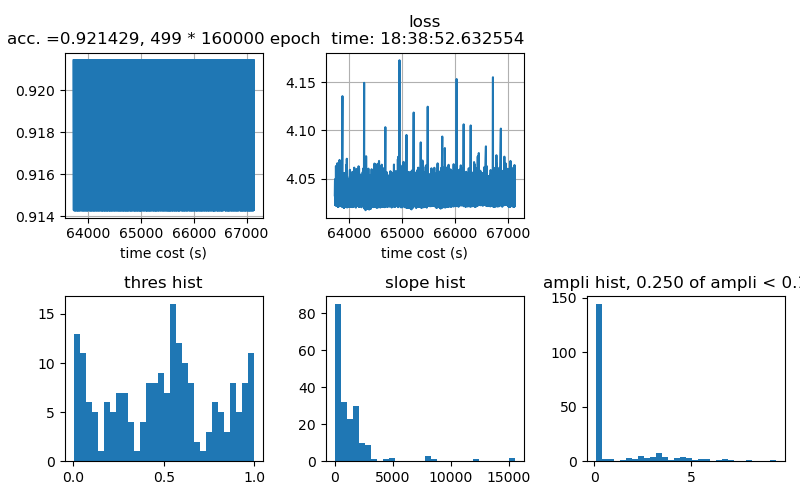 loss
acc. =0.921429, 499 * 160000 epoch time: 18:38:52.632554
0.920
0.918
0.916
0.914
64000 65000 66000 67000
time cost (s)
4.15
4.10
4.05
64000 65000 66000 67000
time cost (s)
thres hist
15
10
5
0
0.0 0.5 1.0
slope hist
80
60
40
20
0
0 5000 10000 15000
ampli hist, 0.250 of ampli < 0.
150
100
50
0
0 5